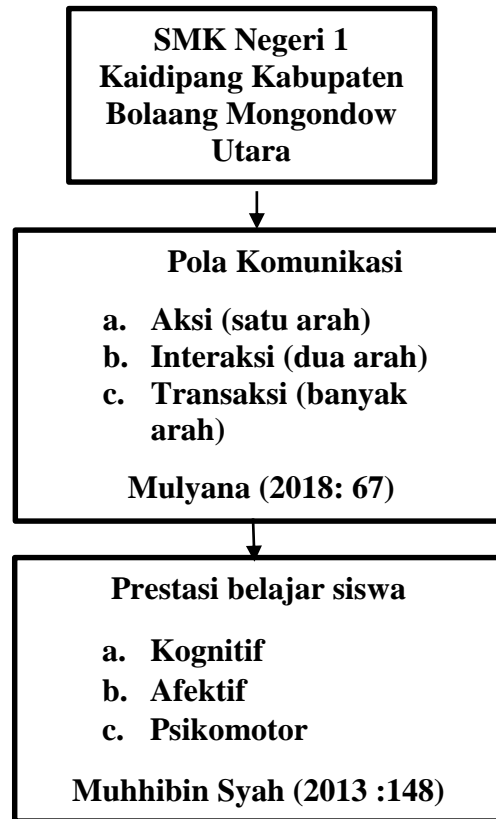 SMK Negeri 1
Kaidipang Kabupaten
Bolaang Mongondow
Utara
Pola Komunikasi
a. Aksi (satu arah)
b. Interaksi (dua arah)
c. Transaksi (banyak
arah)
Mulyana (2018: 67)
Prestasi belajar siswa
a. Kognitif
b. Afektif
c. Psikomotor
Muhhibin Syah (2013 :148)